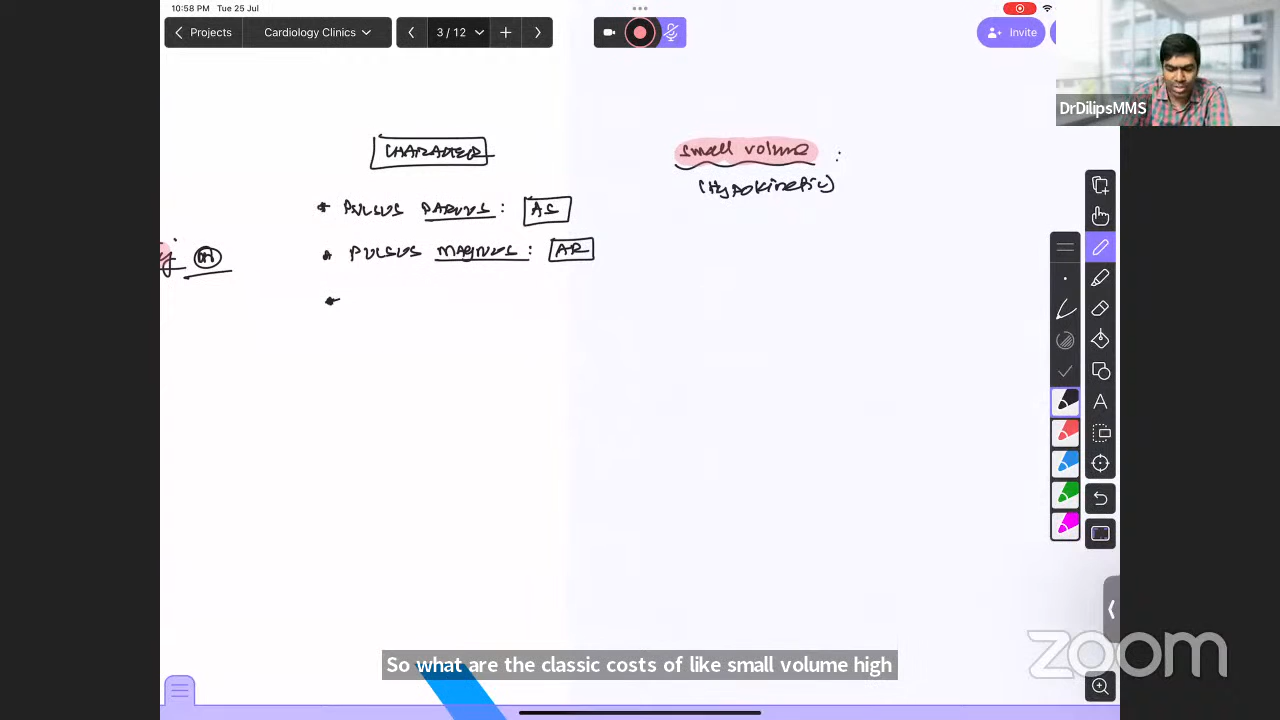 10:58 PM Tue 25 Jul
Projects
Cardiology Clinics
3 / 12
Invite
DrDilipsMMS
CHARACTER
small volume :
(Hypokinetic)
* PULSUS PARVUS : AS
* PULSUS MAGNUS : AR
*
A
So what are the classic costs of like small volume high
zoom